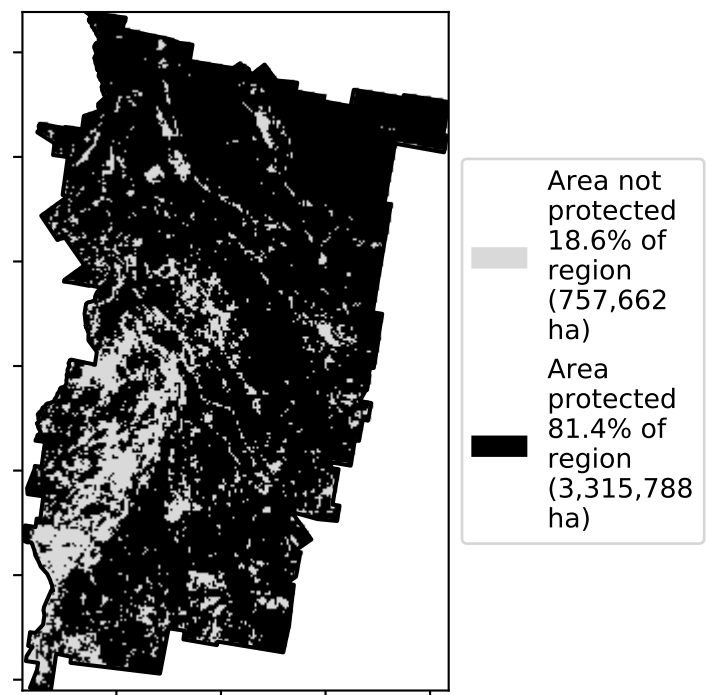 Area not
protected
18.6% of
region
(757,662
ha)
Area
protected
81.4% of
region
(3,315,788
ha)